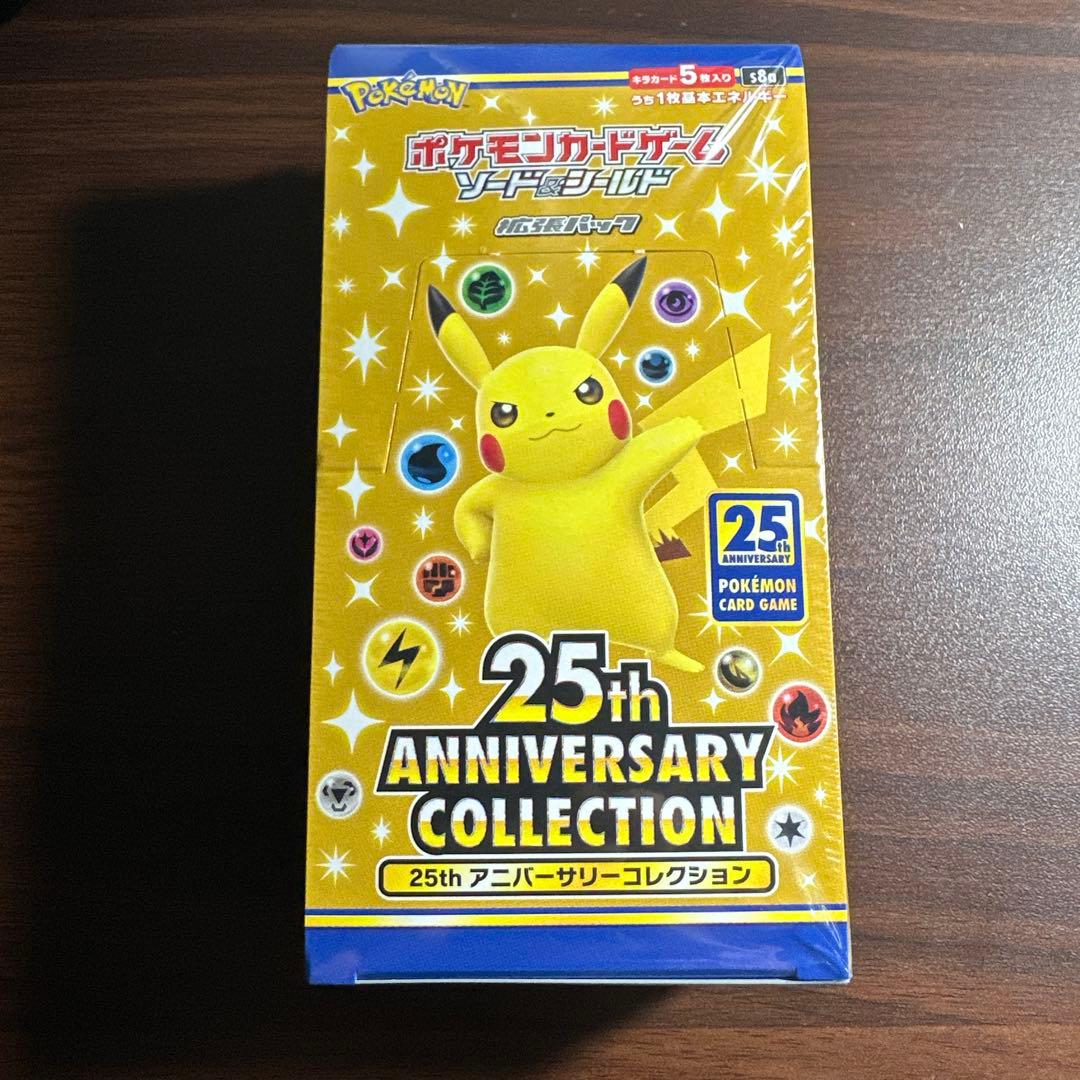 POKéMON
キラカード5枚入り
S8a
うち1枚基本エネルギー
ポケモンカードゲーム
ソード&シールド
拡張パック
25th
ANNIVERSARY
POKÉMON
CARD GAME
25th
ANNIVERSARY
COLLECTION
25th アニバーサリーコレクション